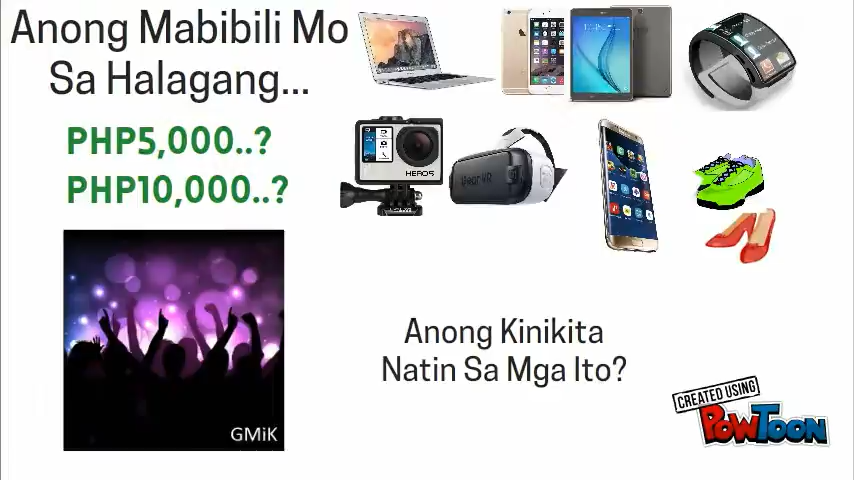 Anong Mabibili Mo
Sa Halagang...
PHP5,000..?
PHP10,000..?
HERO5
Gear VR
GMiK
Anong Kinikita
Natin Sa Mga Ito?
CREATED USING
POWTOON